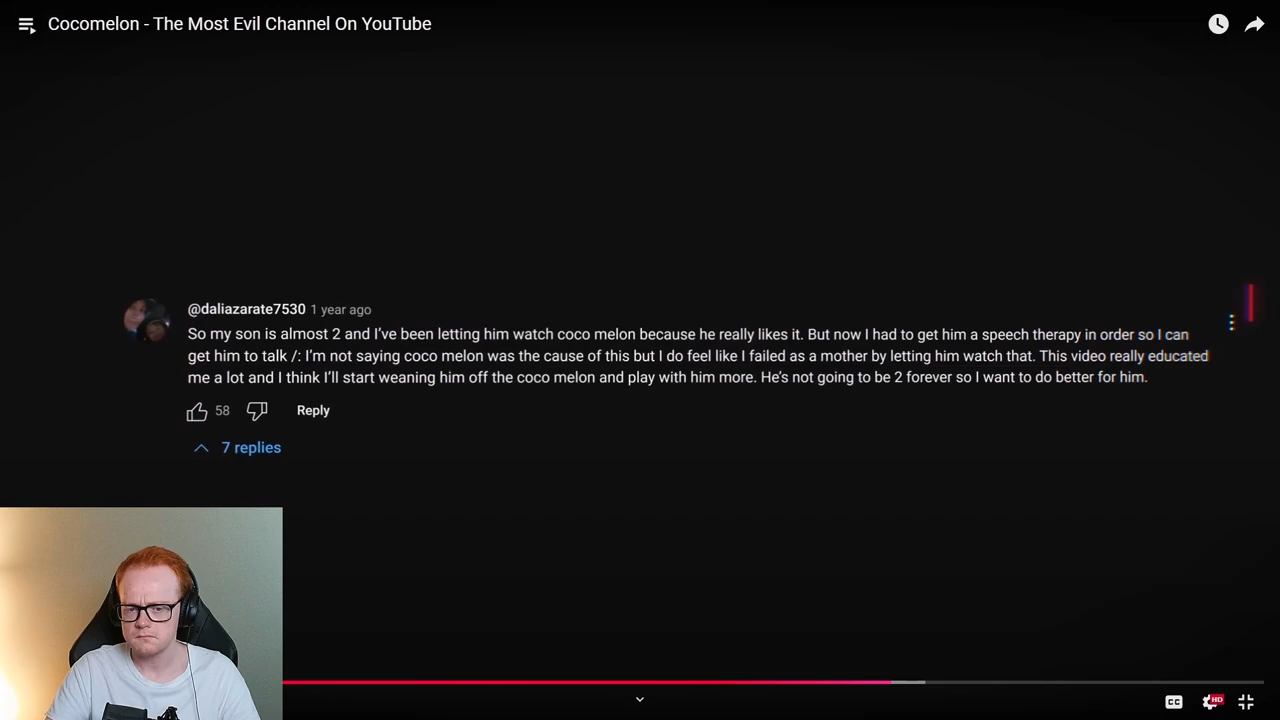 Cocomelon - The Most Evil Channel On YouTube
@daliazarate7530 1 year ago
So my son is almost 2 and I've been letting him watch coco melon because he really likes it. But now I had to get him a speech therapy in order so I can
get him to talk /: I'm not saying coco melon was the cause of this but I do feel like I failed as a mother by letting him watch that. This video really educated
me a lot and I think I'll start weaning him off the coco melon and play with him more. He's not going to be 2 forever so I want to do better for him.
58 Reply
7 replies
CC HD